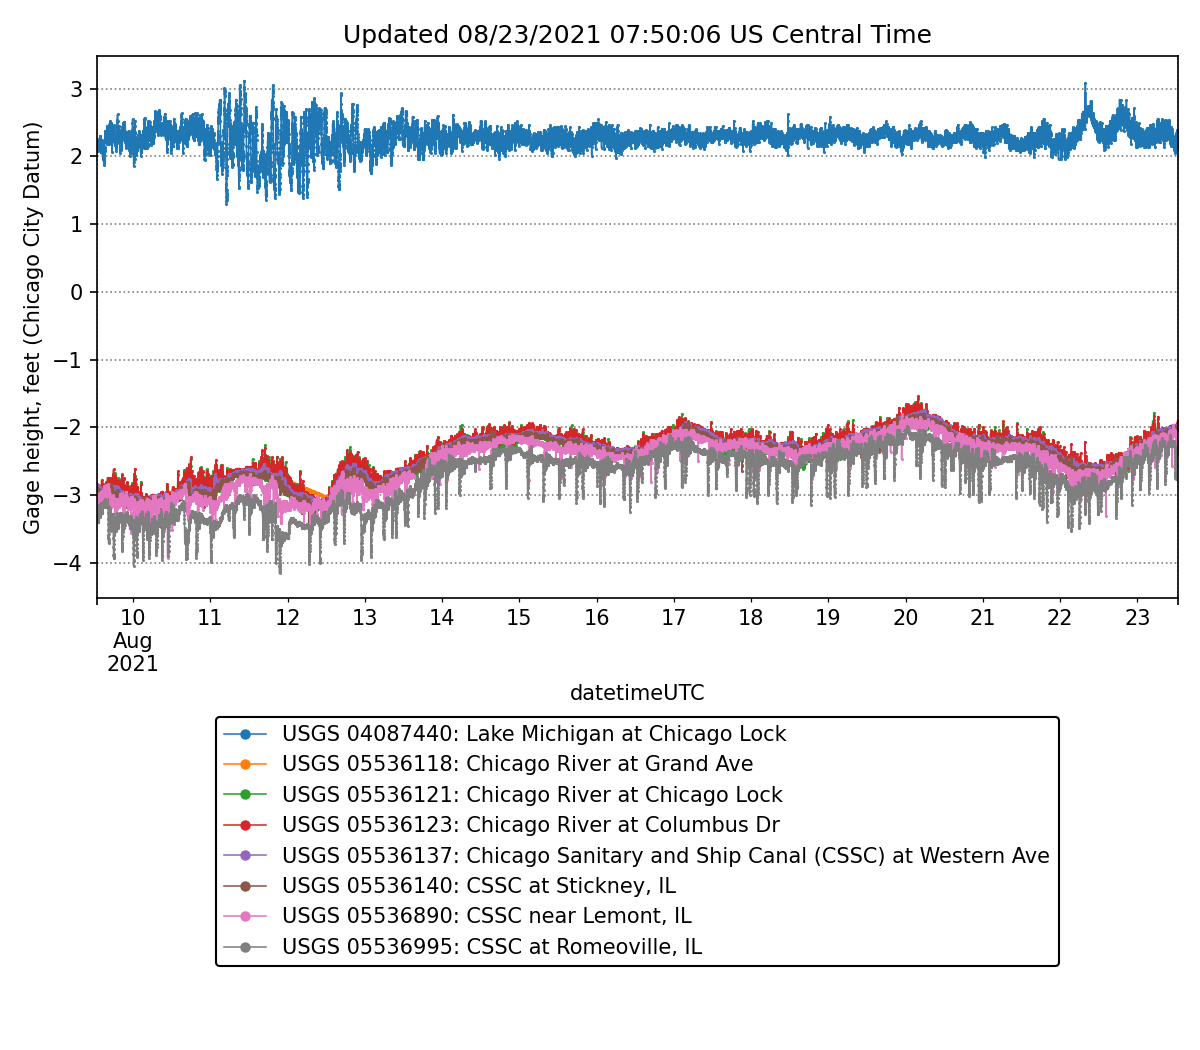 Updated 08/23/2021 07:50:06 US Central Time
Gage height, feet (Chicago City Datum)
3
2
1
0
−1
−2
−3
−4
10 11 12 13 14 15 16 17 18 19 20 21 22 23
Aug
2021
datetimeUTC
USGS 04087440: Lake Michigan at Chicago Lock
USGS 05536118: Chicago River at Grand Ave
USGS 05536121: Chicago River at Chicago Lock
USGS 05536123: Chicago River at Columbus Dr
USGS 05536137: Chicago Sanitary and Ship Canal (CSSC) at Western Ave
USGS 05536140: CSSC at Stickney, IL
USGS 05536890: CSSC near Lemont, IL
USGS 05536995: CSSC at Romeoville, IL